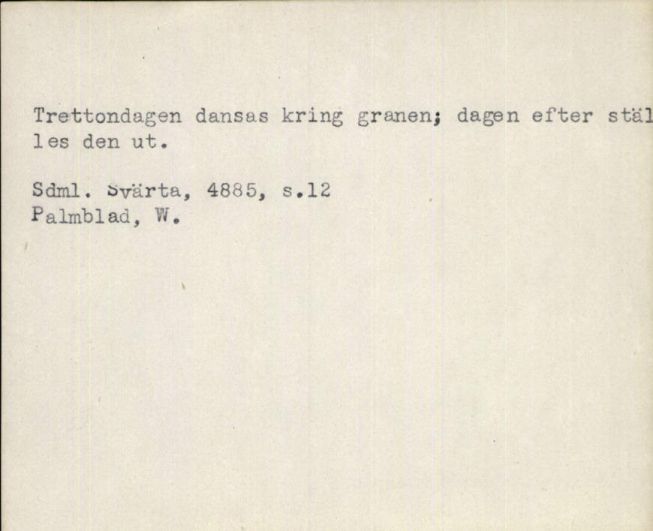 Trettondagen dansas kring granen; dagen efter stäl
les den ut.
Sdml. Svärta, 4885, s.12
Palmblad, W.